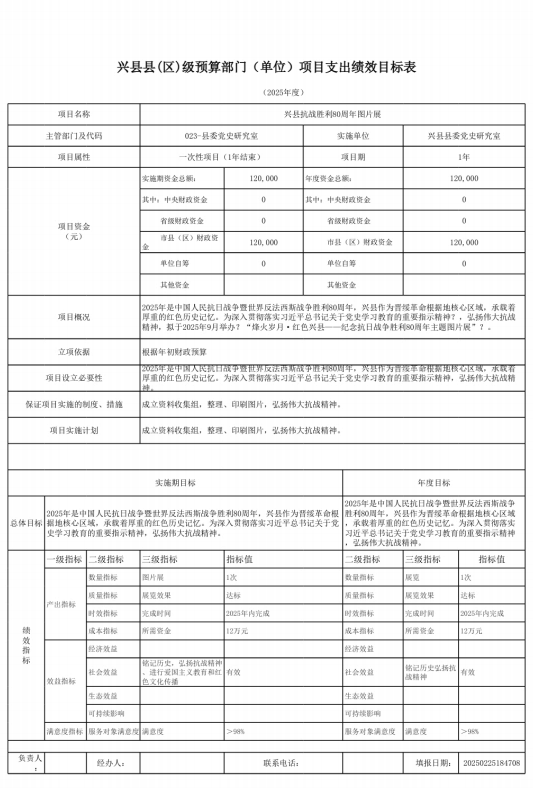 兴县县(区)级预算部门（单位）项目支出绩效目标表
（2025年度）
项目名称 兴县抗战胜利80周年图片展
主管部门及代码 023-县委党史研究室 实施单位 兴县县委党史研究室
项目属性 一次性项目（1年结束） 项目期 1年
项目资金（元） 实施期资金总额: 120,000 年度资金总额: 120,000
其中: 中央财政资金 0 其中: 中央财政资金 0
省级财政资金 0 省级财政资金 0
市县（区）财政资金 120,000 市县（区）财政资金 120,000
单位自筹 0 单位自筹 0
其他资金 其他资金
项目概况 2025年是中国人民抗日战争暨世界反法西斯战争胜利80周年，兴县作为晋绥革命根据地核心区域，承载着
厚重的红色历史记忆。为深入贯彻落实习近平总书记关于党史学习教育的重要指示精神?，弘扬伟大抗战
精神，拟于2025年9月举办?“烽火岁月·红色兴县——纪念抗日战争胜利80周年主题图片展”?。
立项依据 根据年初财政预算
项目设立必要性 2025年是中国人民抗日战争暨世界反法西斯战争胜利80周年，兴县作为晋绥革命根据地核心区域，承载着
厚重的红色历史记忆。为深入贯彻落实习近平总书记关于党史学习教育的重要指示精神，弘扬伟大抗战精
神。
保证项目实施的制度、措施 成立资料收集组，整理、印刷图片，弘扬伟大抗战精神。
项目实施计划 成立资料收集组，整理、印刷图片，弘扬伟大抗战精神。
实施期目标 年度目标
总体目标
2025年是中国人民抗日战争暨世界反法西斯战争胜利80周年，兴县作为晋绥革命根
据地核心区域，承载着厚重的红色历史记忆。为深入贯彻落实习近平总书记关于党
史学习教育的重要指示精神，弘扬伟大抗战精神。
2025年是中国人民抗日战争暨世界反法西斯战争
胜利80周年，兴县作为晋绥革命根据地核心区域
，承载着厚重的红色历史记忆。为深入贯彻落实
习近平总书记关于党史学习教育的重要指示精神
，弘扬伟大抗战精神。
绩效指标
一级指标 二级指标 三级指标 指标值 二级指标 三级指标 指标值
产出指标 数量指标 图片展 1次 数量指标 展览 1次
质量指标 展览效果 达标 质量指标 展览效果 达标
时效指标 完成时间 2025年内完成 时效指标 完成时间 2025年内完成
成本指标 所需资金 12万元 成本指标 所需资金 12万元
效益指标 经济效益 经济效益
社会效益 铭记历史，弘扬抗战精神、进行爱国主义教育和红色文化传播 有效 社会效益 铭记历史弘扬抗战精神 有效
生态效益 生态效益
可持续影响 可持续影响
满意度指标 服务对象满意度 满意度 ＞98% 服务对象满意度 满意度 ＞98%
负责人： 经办人: 联系电话: 填报日期: 20250225184708